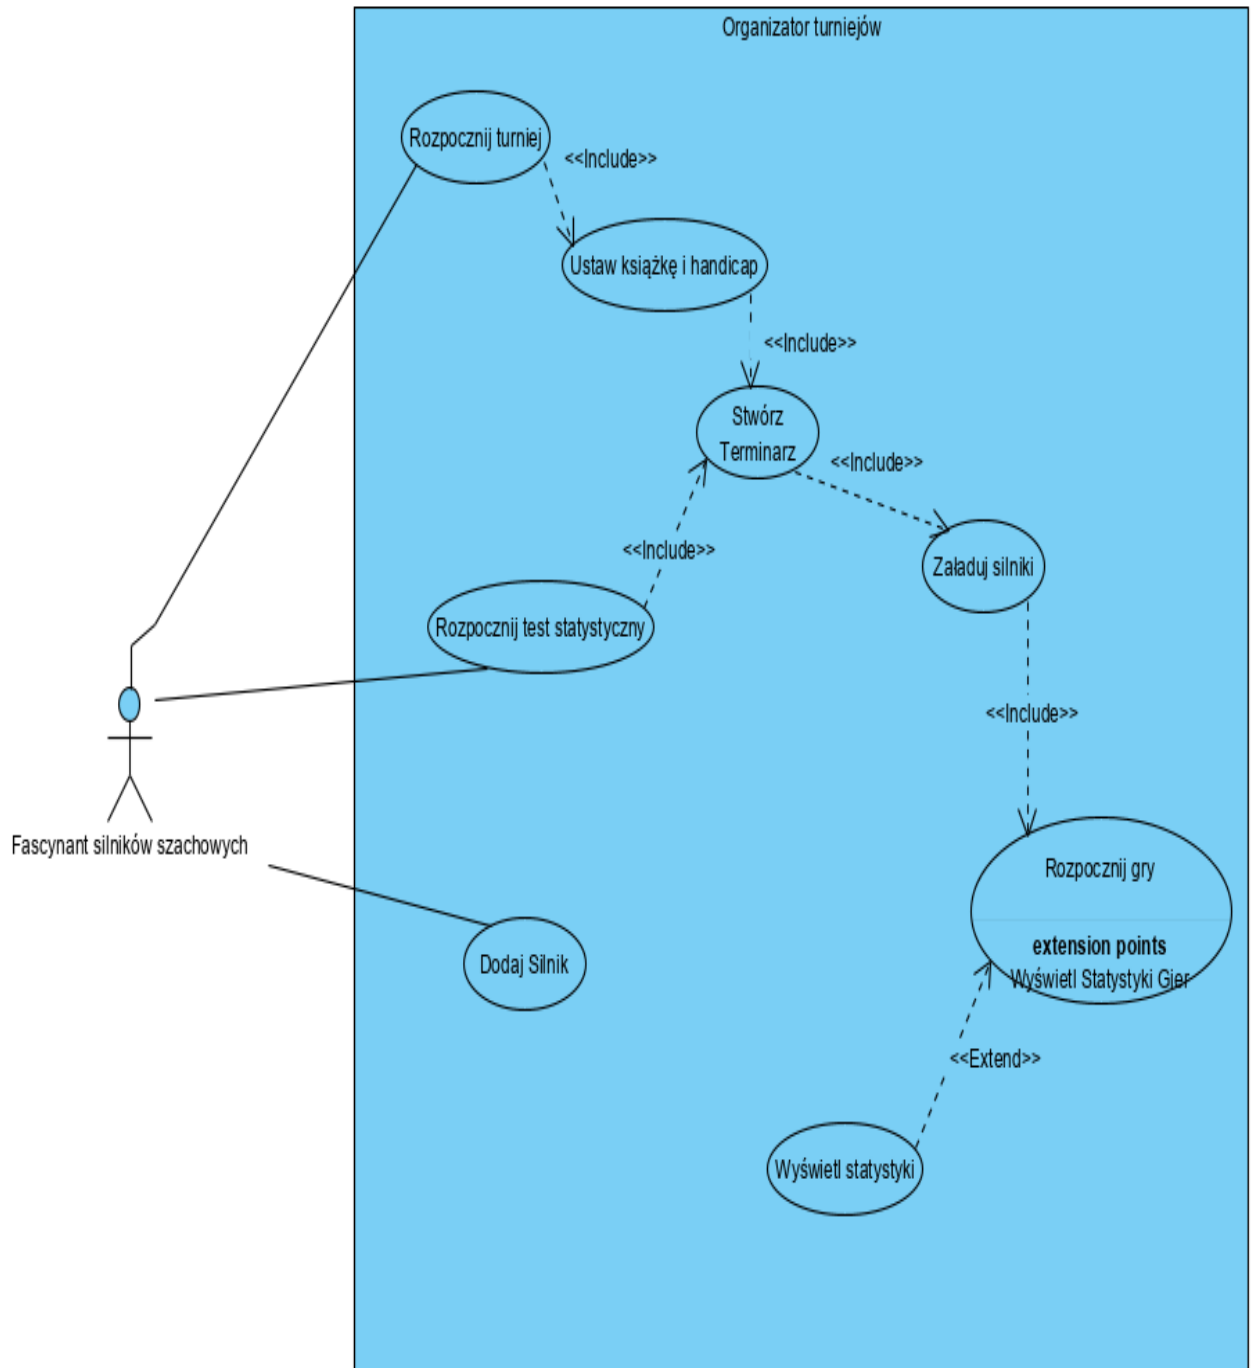 Organizator turniejów
Rozpocznij turniej
<<Include>>
Ustaw książkę i handicap
<<Include>>
Stwórz
Terminarz
<<Include>>
Załaduj silniki
<<Include>>
Rozpocznij test statystyczny
<<Include>>
Fascynant silników szachowych
Rozpocznij gry
extension points
Wyświetl Statystyki Gier
Dodaj Silnik
<<Extend>>
Wyświetl statystyki